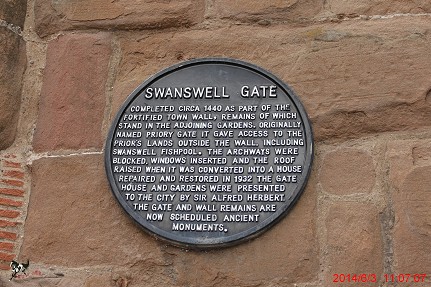 SWANSWELL GATE
COMPLETED CIRCA 1440 AS PART OF THE
FORTIFIED TOWN WALL, REMAINS OF WHICH
STAND IN THE ADJOINING GARDENS. ORIGINALLY
NAMED PRIORY GATE IT GAVE ACCESS TO THE
PRIOR'S LANDS OUTSIDE THE WALL, INCLUDING
SWANSWELL FISHPOOL. THE ARCHWAYS WERE
BLOCKED, WINDOWS INSERTED AND THE ROOF
RAISED WHEN IT WAS CONVERTED INTO A HOUSE
REPAIRED AND RESTORED IN 1932 THE GATE
HOUSE AND GARDENS WERE PRESENTED
TO THE CITY BY SIR ALFRED HERBERT.
THE GATE AND WALL REMAINS ARE
NOW SCHEDULED ANCIENT
MONUMENTS.
2014/6/3, 11:07:07